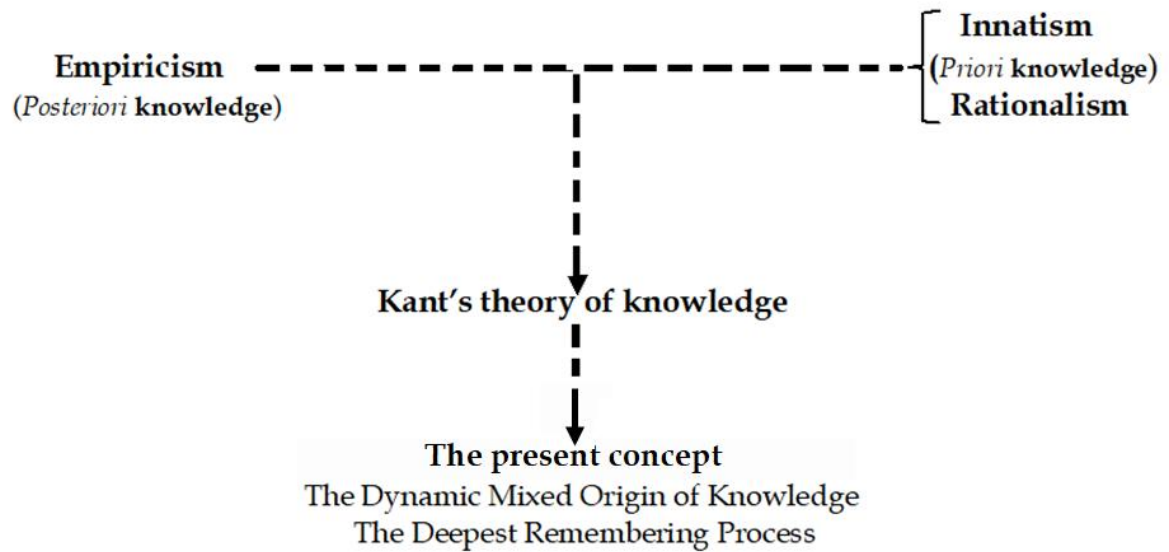 Empiricism
(Posteriori knowledge)
Innatism
(Priori knowledge)
Rationalism
Kant's theory of knowledge
The present concept
The Dynamic Mixed Origin of Knowledge
The Deepest Remembering Process